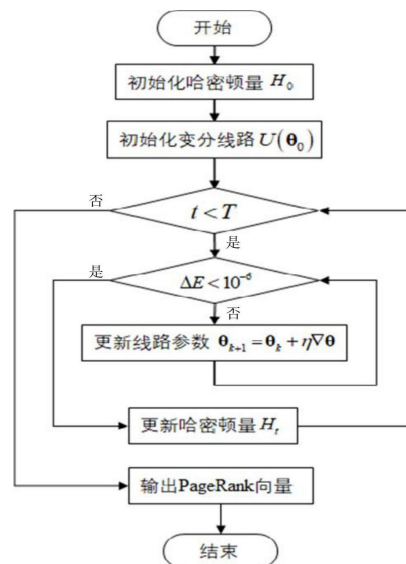 开始
初始化哈密顿量 H₀
初始化变分线路 U(θ₀)
否
t < T
是
是
ΔE < 10⁻⁶
否
更新线路参数 θₖ₊₁ = θₖ + η∇θ
更新哈密顿量 Hₜ
输出PageRank向量
结束